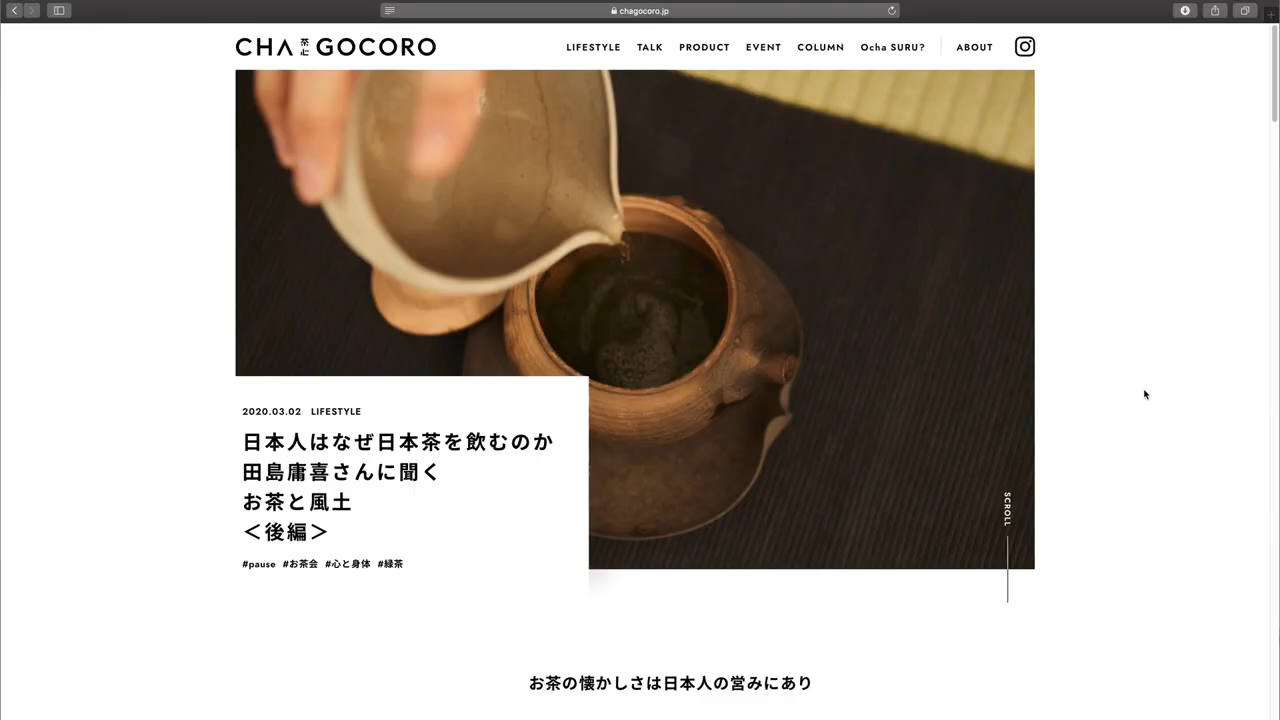 chagocoro.jp
CHA 茶心 GOCORO
LIFESTYLE TALK PRODUCT EVENT COLUMN Ocha SURU? ABOUT
2020.03.02 LIFESTYLE
日本人はなぜ日本茶を飲むのか
田島庸喜さんに聞く
お茶と風土
＜後編＞
#pause #お茶会 #心と身体 #緑茶
SCROLL
お茶の懐かしさは日本人の営みにあり